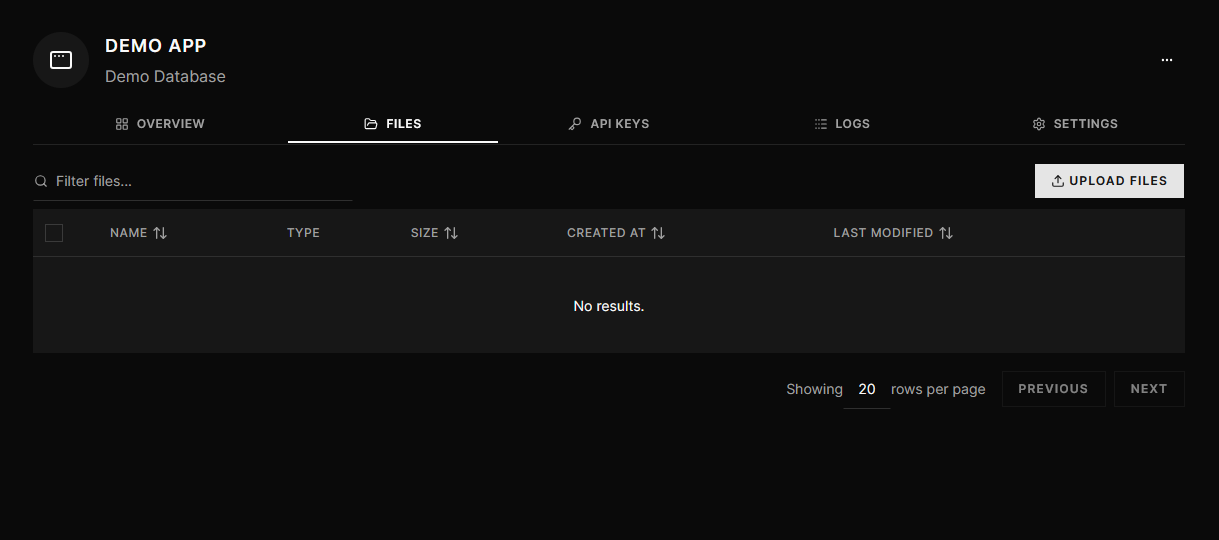 DEMO APP
Demo Database
...
OVERVIEW FILES API KEYS LOGS SETTINGS
Filter files...
UPLOAD FILES
NAME TYPE SIZE CREATED AT LAST MODIFIED
No results.
Showing 20 rows per page PREVIOUS NEXT